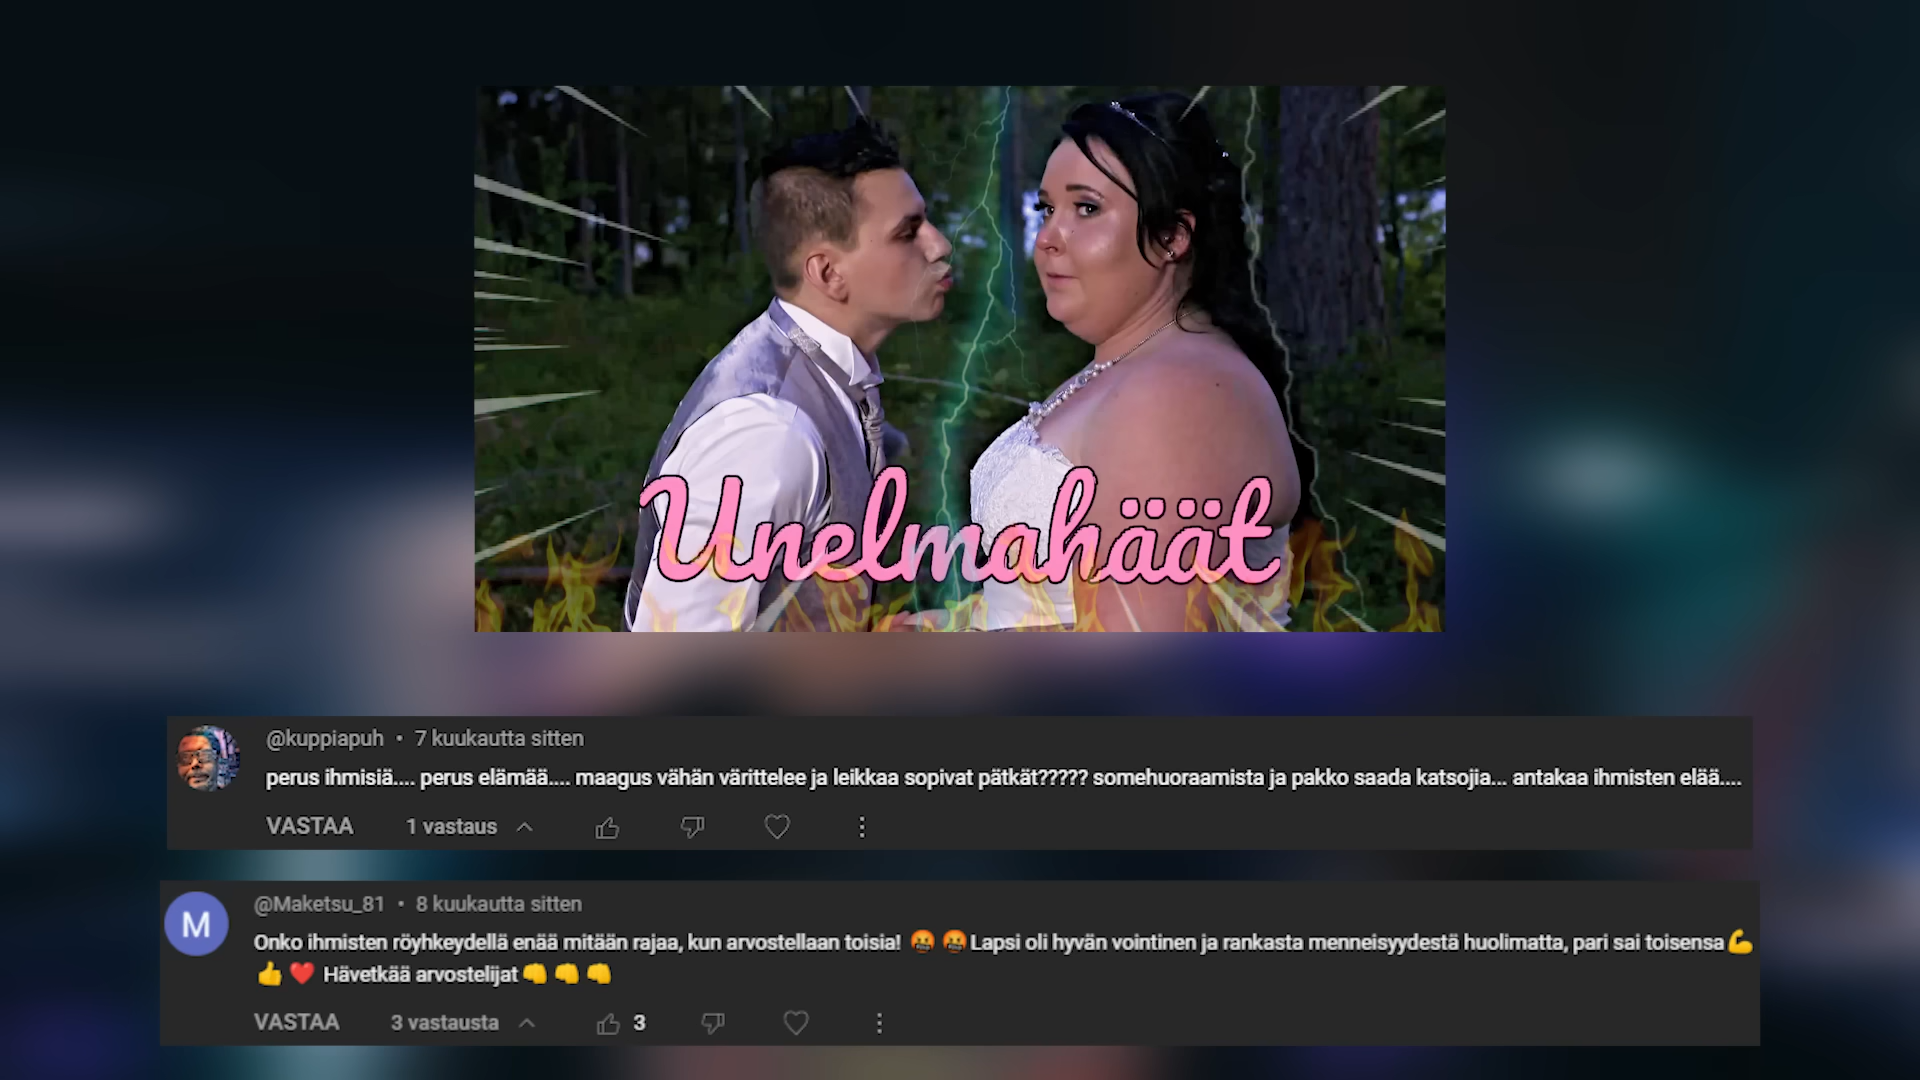 Unelmahäät
@kuppiapuh • 7 kuukautta sitten
perus ihmisiä.... perus elämää.... maagus vähän värittelee ja leikkaa sopivat pätkät????? somehuoraamista ja pakko saada katsojia... antakaa ihmisten elää....
VASTAA 1 vastaus
M
@Maketsu_81 • 8 kuukautta sitten
Onko ihmisten röyhkeydellä enää mitään rajaa, kun arvostellaan toisia! 🤬 🤬 Lapsi oli hyvän vointinen ja rankasta menneisyydestä huolimatta, pari sai toisensa 💪
👍 ❤️ Hävetkää arvostelijat 👊 👊 👊
VASTAA 3 vastausta 3